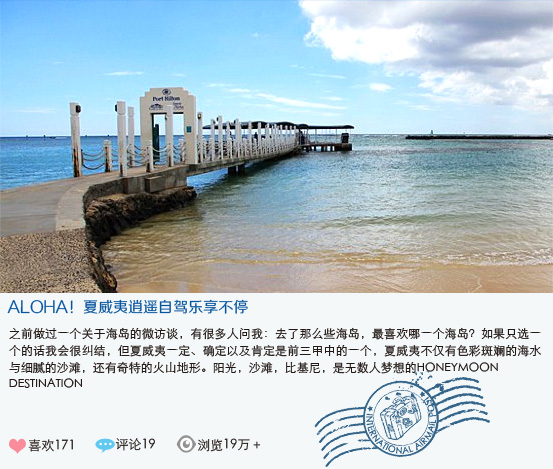 Port Hilton
ALOHA！夏威夷逍遥自驾乐享不停
之前做过一个关于海岛的微访谈，有很多人问我：去了那么些海岛，最喜欢哪一个海岛？如果只选一
个的话我会很纠结，但夏威夷一定、确定以及肯定是前三甲中的一个，夏威夷不仅有色彩斑斓的海水
与细腻的沙滩，还有奇特的火山地形。阳光，沙滩，比基尼，是无数人梦想的HONEYMOON
DESTINATION
喜欢171 评论19 浏览19万 +
INTERNATIONAL AIRMAIL POST